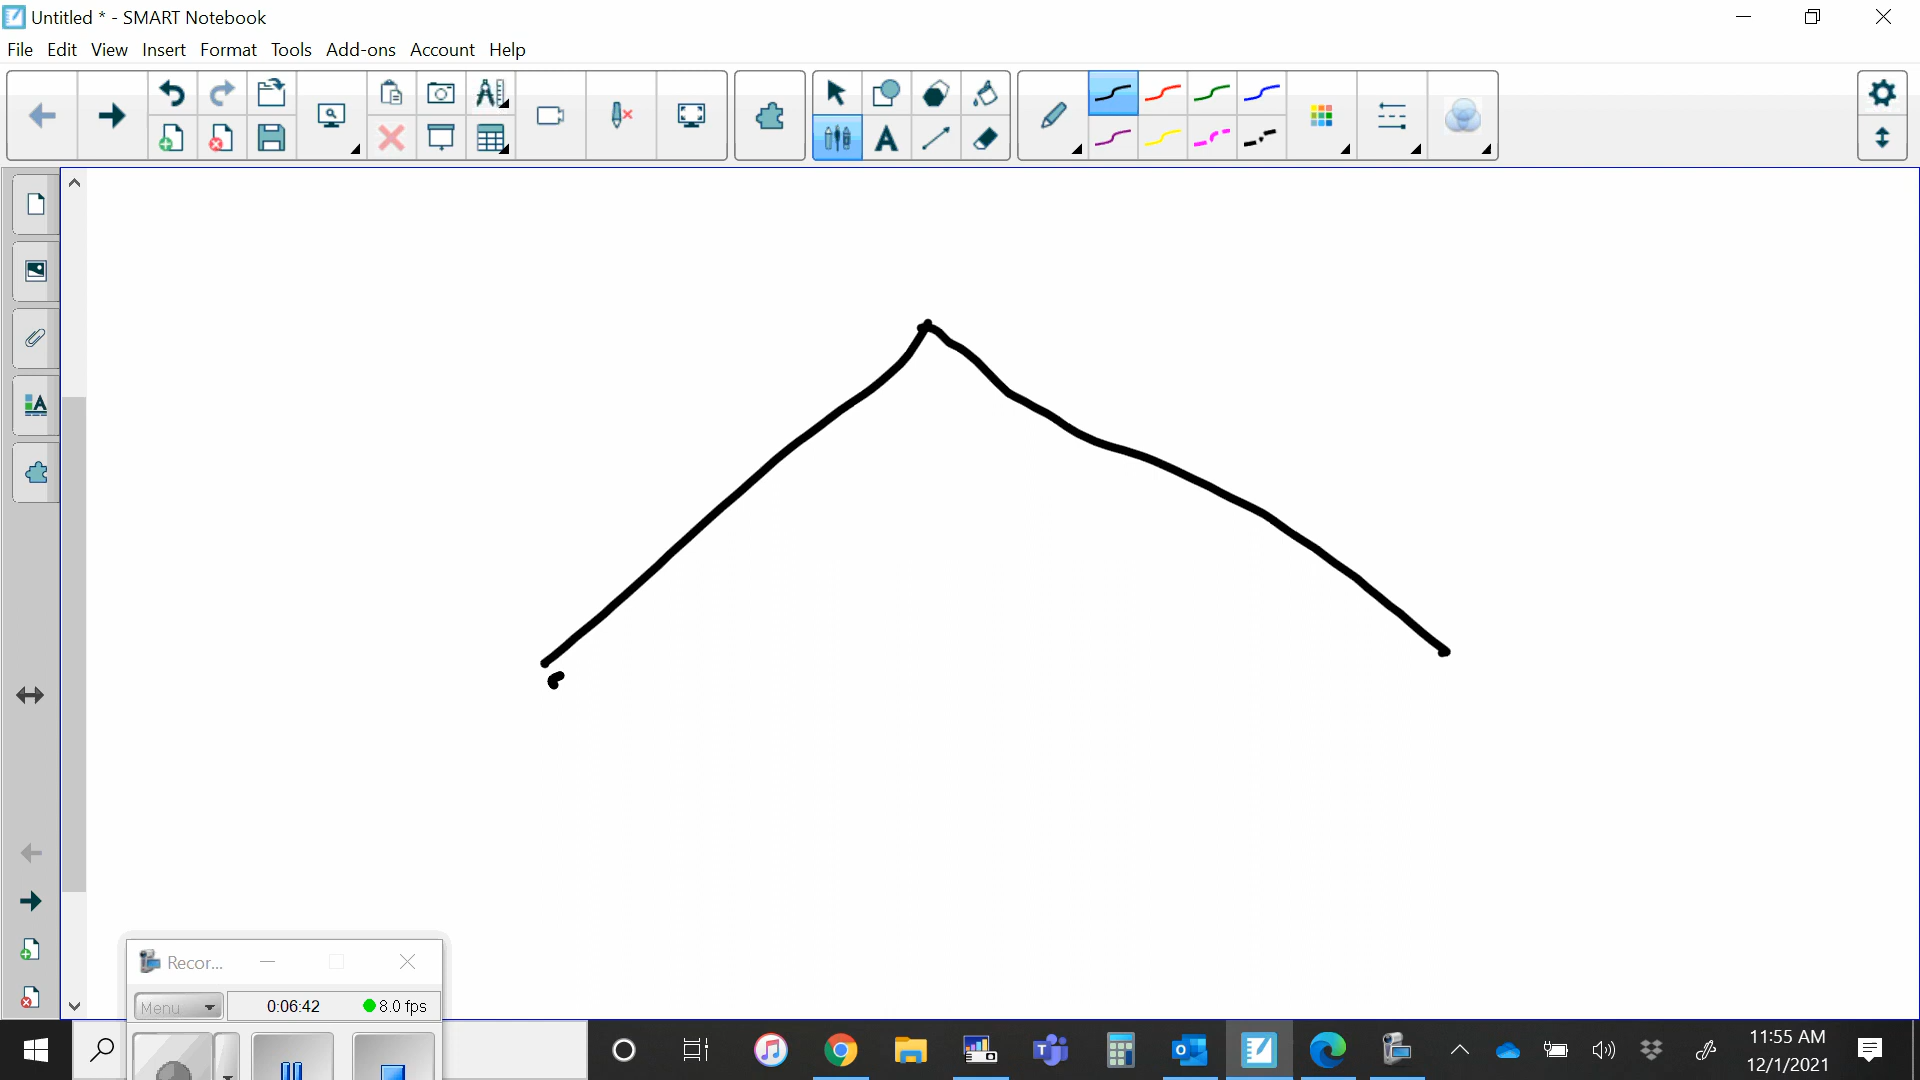 Untitled * - SMART Notebook
File Edit View Insert Format Tools Add-ons Account Help
Recor...
Menu 0:06:42 8.0 fps
11:55 AM
12/1/2021